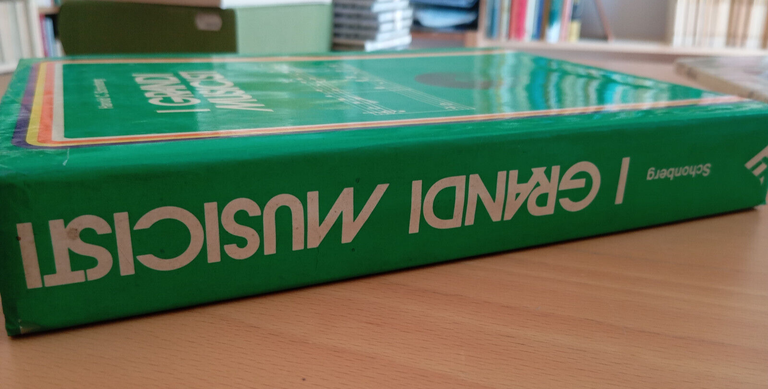 Schonberg
I GRANDI MUSICISTI
I GRANDI
MUSICISTI